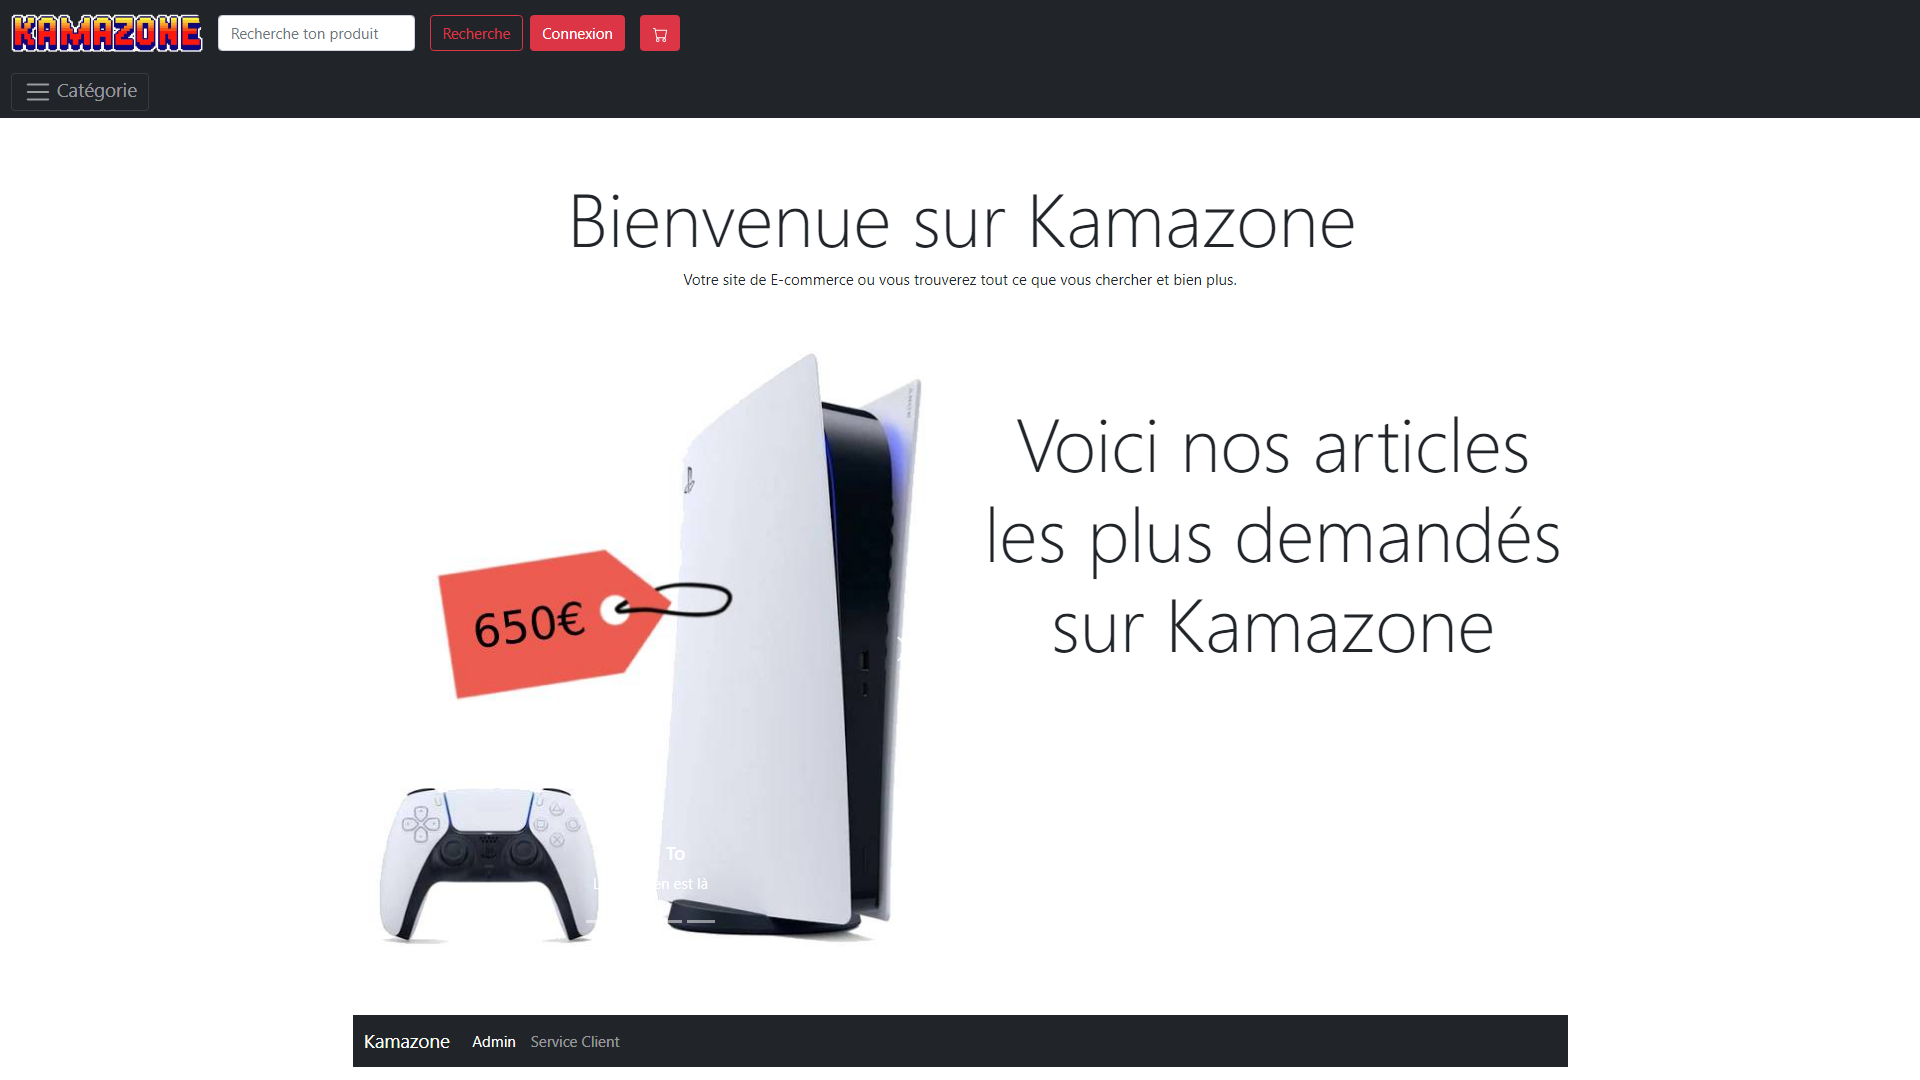 KAMAZONE
Recherche ton produit
Recherche
Connexion
Catégorie
Bienvenue sur Kamazone
Votre site de E-commerce ou vous trouverez tout ce que vous chercher et bien plus.
Voici nos articles
les plus demandés
sur Kamazone
650€
To
en est là
Kamazone
Admin
Service Client